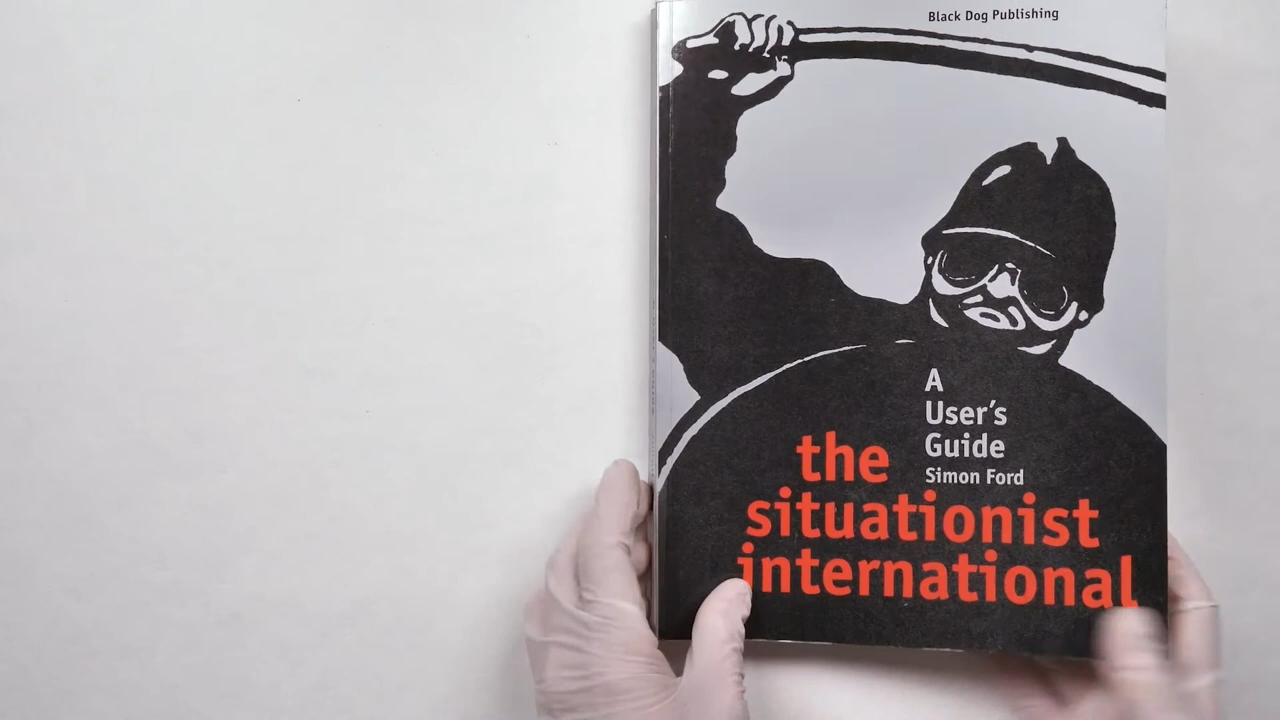 Black Dog Publishing
A
User's
Guide
Simon Ford
the
situationist
international